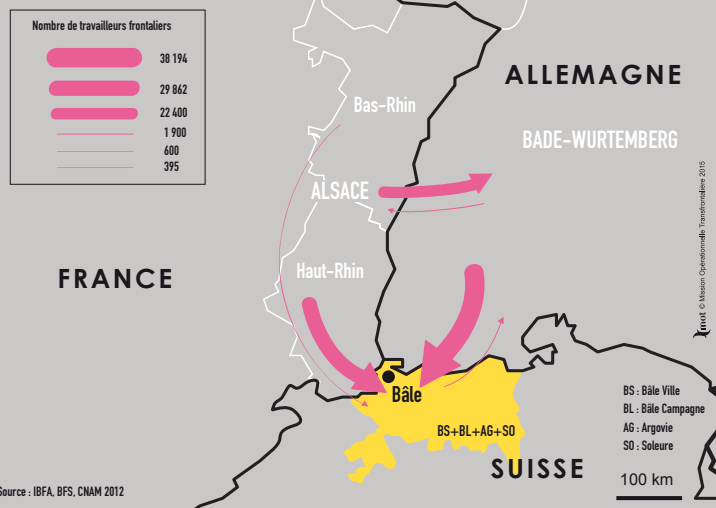 Nombre de travailleurs frontaliers
38 194
29 862
22 400
1 900
600
395
ALLEMAGNE
Bas-Rhin
BADE-WURTEMBERG
ALSACE
FRANCE
Haut-Rhin
Bâle
BS+BL+AG+SO
SUISSE
BS : Bâle Ville
BL : Bâle Campagne
AG : Argovie
SO : Soleure
100 km
Source : IBFA, BFS, CNAM 2012
mot © Mission Opérationnelle Transfrontalière 2015